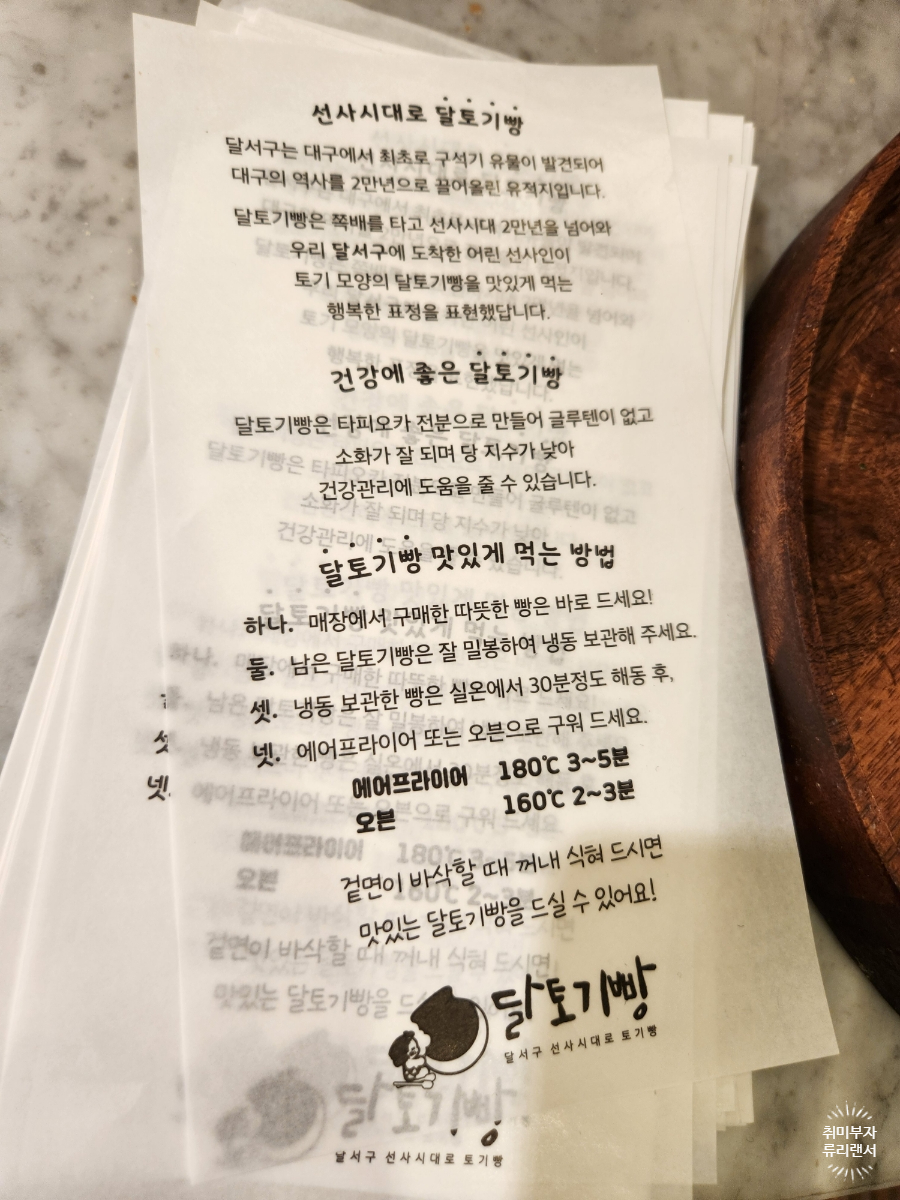 선사시대로 달토기빵
달서구는 대구에서 최초로 구석기 유물이 발견되어
대구의 역사를 2만년으로 끌어올린 유적지입니다.
달토기빵은 쪽배를 타고 선사시대 2만년을 넘어와
우리 달서구에 도착한 어린 선사인이
토기 모양의 달토기빵을 맛있게 먹는
행복한 표정을 표현했답니다.
건강에 좋은 달토기빵
달토기빵은 타피오카 전분으로 만들어 글루텐이 없고
소화가 잘 되며 당 지수가 낮아
건강관리에 도움을 줄 수 있습니다.
달토기빵 맛있게 먹는 방법
하나. 매장에서 구매한 따뜻한 빵은 바로 드세요!
둘. 남은 달토기빵은 잘 밀봉하여 냉동 보관해 주세요.
셋. 냉동 보관한 빵은 실온에서 30분정도 해동 후,
넷. 에어프라이어 또는 오븐으로 구워 드세요.
에어프라이어 180℃ 3~5분
오븐 160℃ 2~3분
겉면이 바삭할 때 꺼내 식혀 드시면
맛있는 달토기빵을 드실 수 있어요!
달토기빵
달서구 선사시대로 토기빵
넷.
달서구 선사시대로 토기빵
취미부자
류리랜서